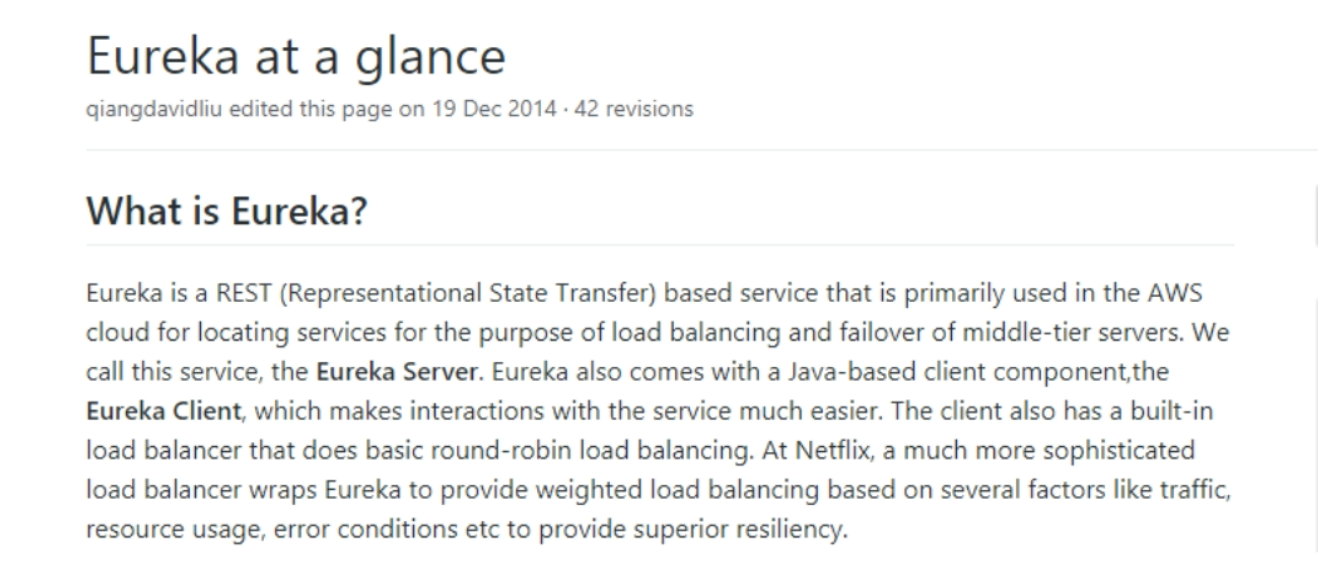 Eureka at a glance
qiangdavidliu edited this page on 19 Dec 2014 · 42 revisions
What is Eureka?
Eureka is a REST (Representational State Transfer) based service that is primarily used in the AWS
cloud for locating services for the purpose of load balancing and failover of middle-tier servers. We
call this service, the Eureka Server. Eureka also comes with a Java-based client component,the
Eureka Client, which makes interactions with the service much easier. The client also has a built-in
load balancer that does basic round-robin load balancing. At Netflix, a much more sophisticated
load balancer wraps Eureka to provide weighted load balancing based on several factors like traffic,
resource usage, error conditions etc to provide superior resiliency.